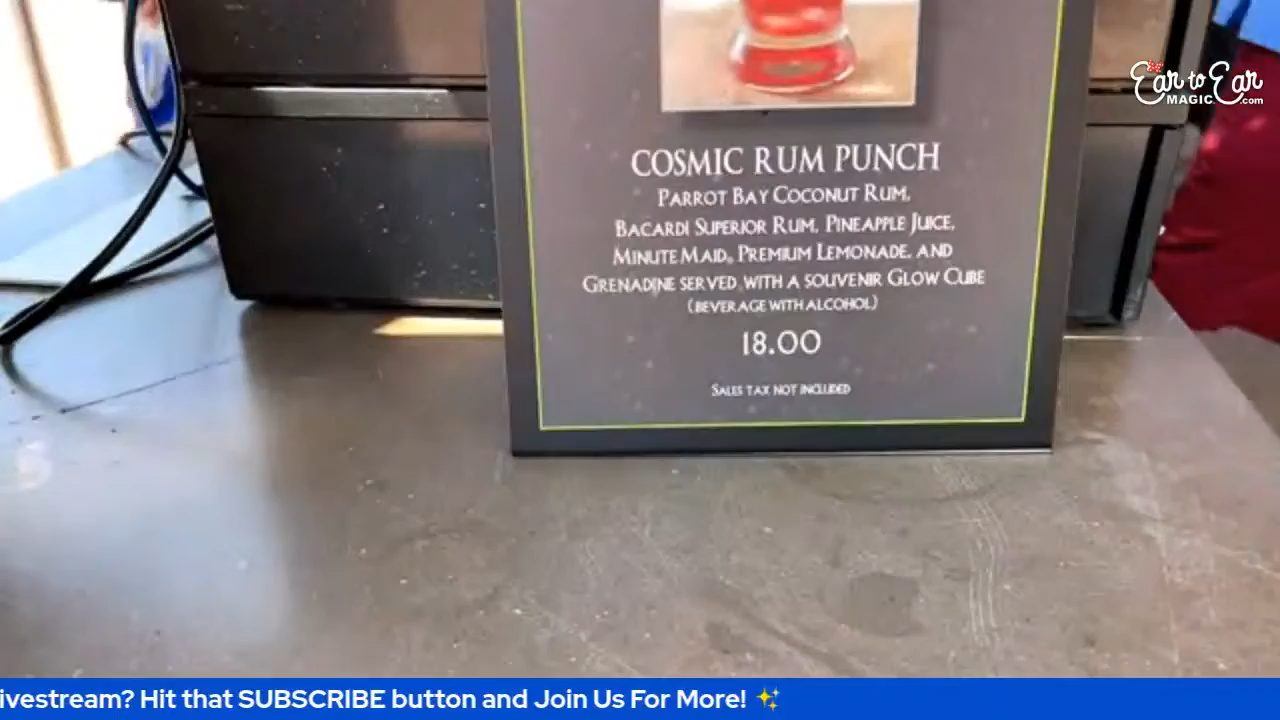 Ear to Ear
MAGIC.com
COSMIC RUM PUNCH
PARROT BAY COCONUT RUM,
BACARDI SUPERIOR RUM, PINEAPPLE JUICE,
MINUTE MAID® PREMIUM LEMONADE, AND
GRENADINE SERVED WITH A SOUVENIR GLOW CUBE
(BEVERAGE WITH ALCOHOL)
18.00
SALES TAX NOT INCLUDED
ivestream? Hit that SUBSCRIBE button and Join Us For More! ✨